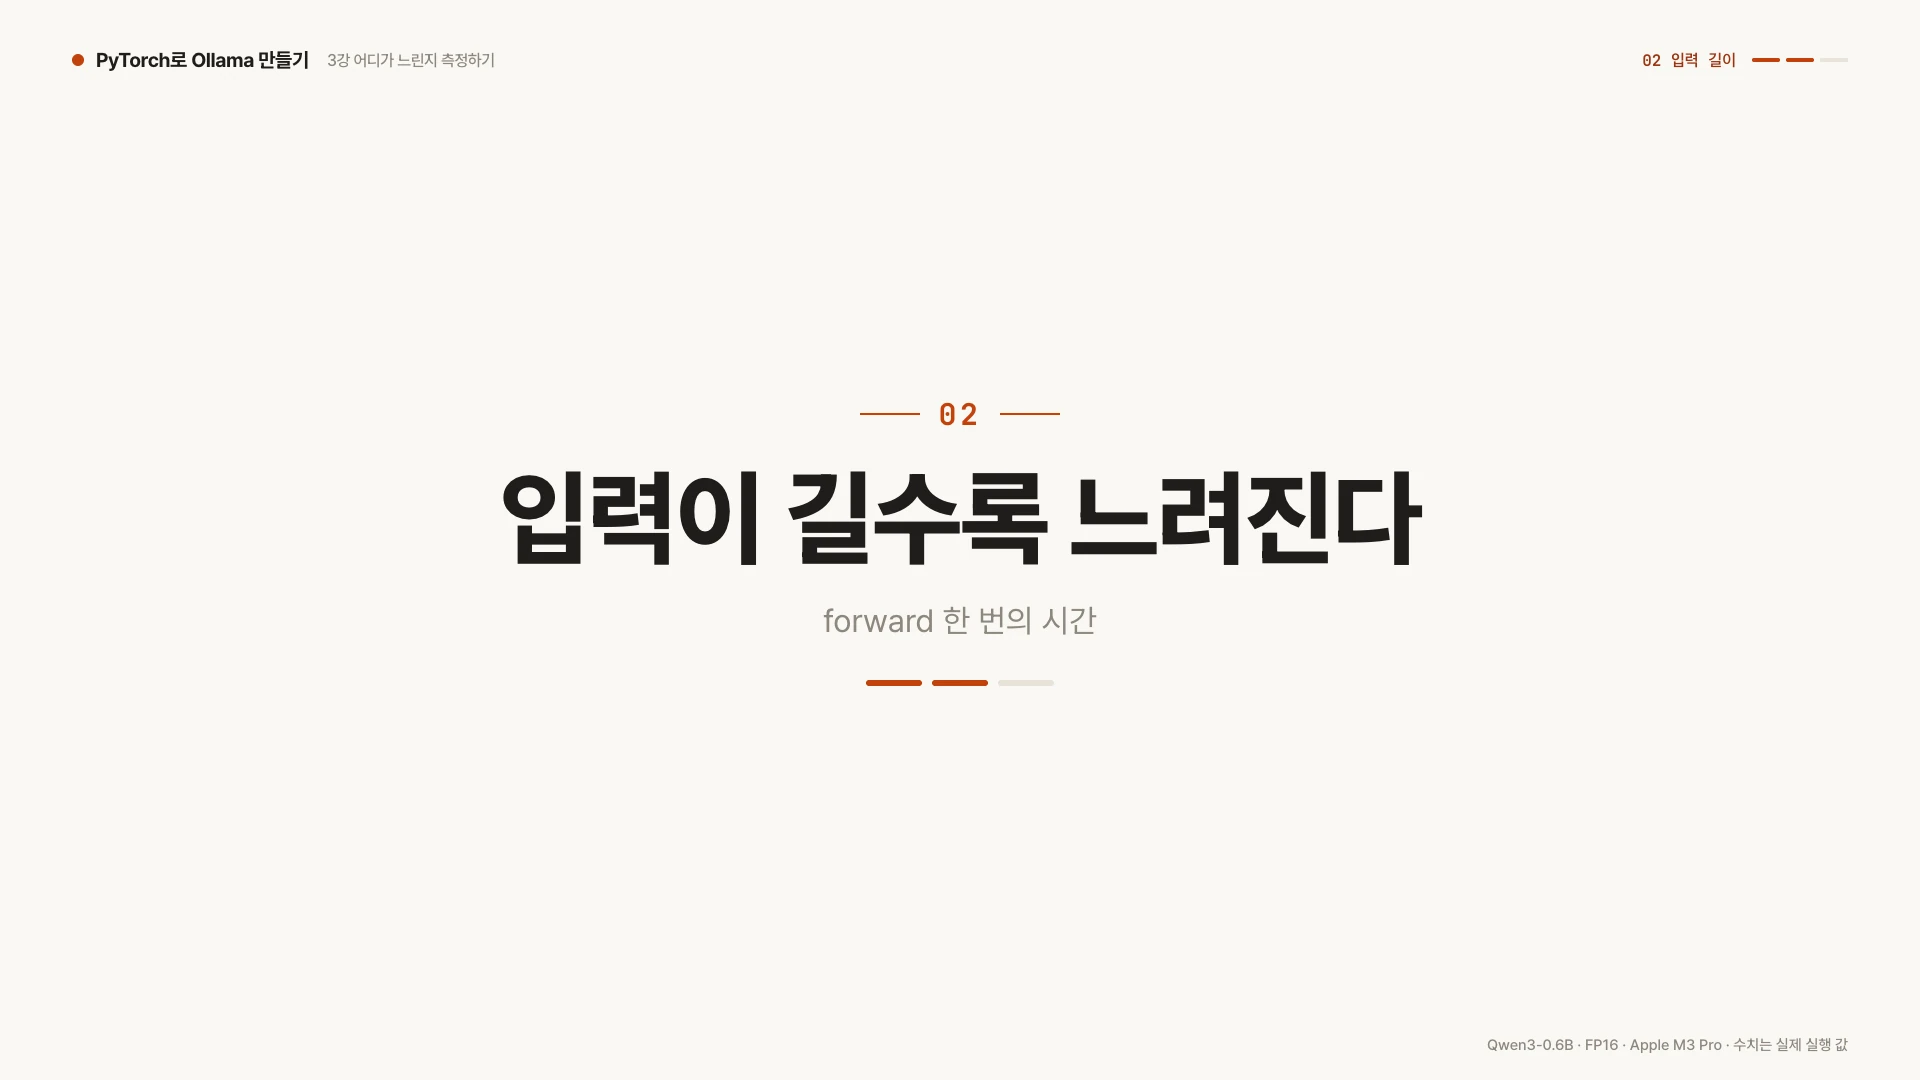 PyTorch로 Ollama 만들기 3강 어디가 느린지 측정하기
02 입력 길이
02
입력이 길수록 느려진다
forward 한 번의 시간
Qwen3-0.6B · FP16 · Apple M3 Pro · 수치는 실제 실행 값